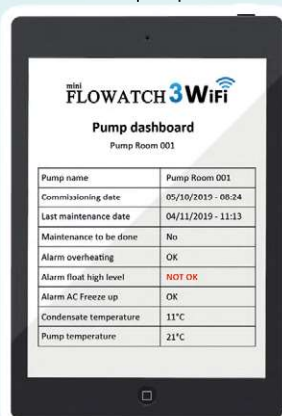 mini
FLOWATCH 3 WiFi
Pump dashboard
Pump Room 001
Pump name Pump Room 001
Commissioning date 05/10/2019 - 08:24
Last maintenance date 04/11/2019 - 11:13
Maintenance to be done No
Alarm overheating OK
Alarm float high level NOT OK
Alarm AC Freeze up OK
Condensate temperature 11°C
Pump temperature 21°C